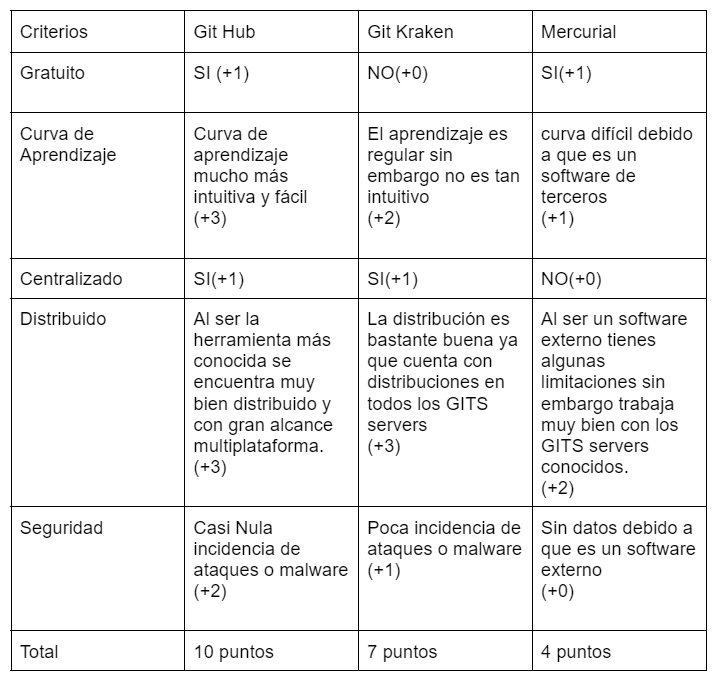 Criterios
Git Hub
Git Kraken
Mercurial
Gratuito
SI (+1)
NO(+0)
SI(+1)
Curva de
Aprendizaje
Curva de
aprendizaje
mucho más
intuitiva y fácil
(+3)
El aprendizaje es
regular sin
embargo no es tan
intuitivo
(+2)
curva difícil debido
a que es un
software de
terceros
(+1)
Centralizado
SI(+1)
SI(+1)
NO(+0)
Distribuido
Al ser la
herramienta más
conocida se
encuentra muy
bien distribuido y
con gran alcance
multiplataforma.
(+3)
La distribución es
bastante buena ya
que cuenta con
distribuciones en
todos los GITS
servers
(+3)
Al ser un software
externo tienes
algunas
limitaciones sin
embargo trabaja
muy bien con los
GITS servers
conocidos.
(+2)
Seguridad
Casi Nula
incidencia de
ataques o malware
(+2)
Poca incidencia de
ataques o malware
(+1)
Sin datos debido a
que es un software
externo
(+0)
Total
10 puntos
7 puntos
4 puntos